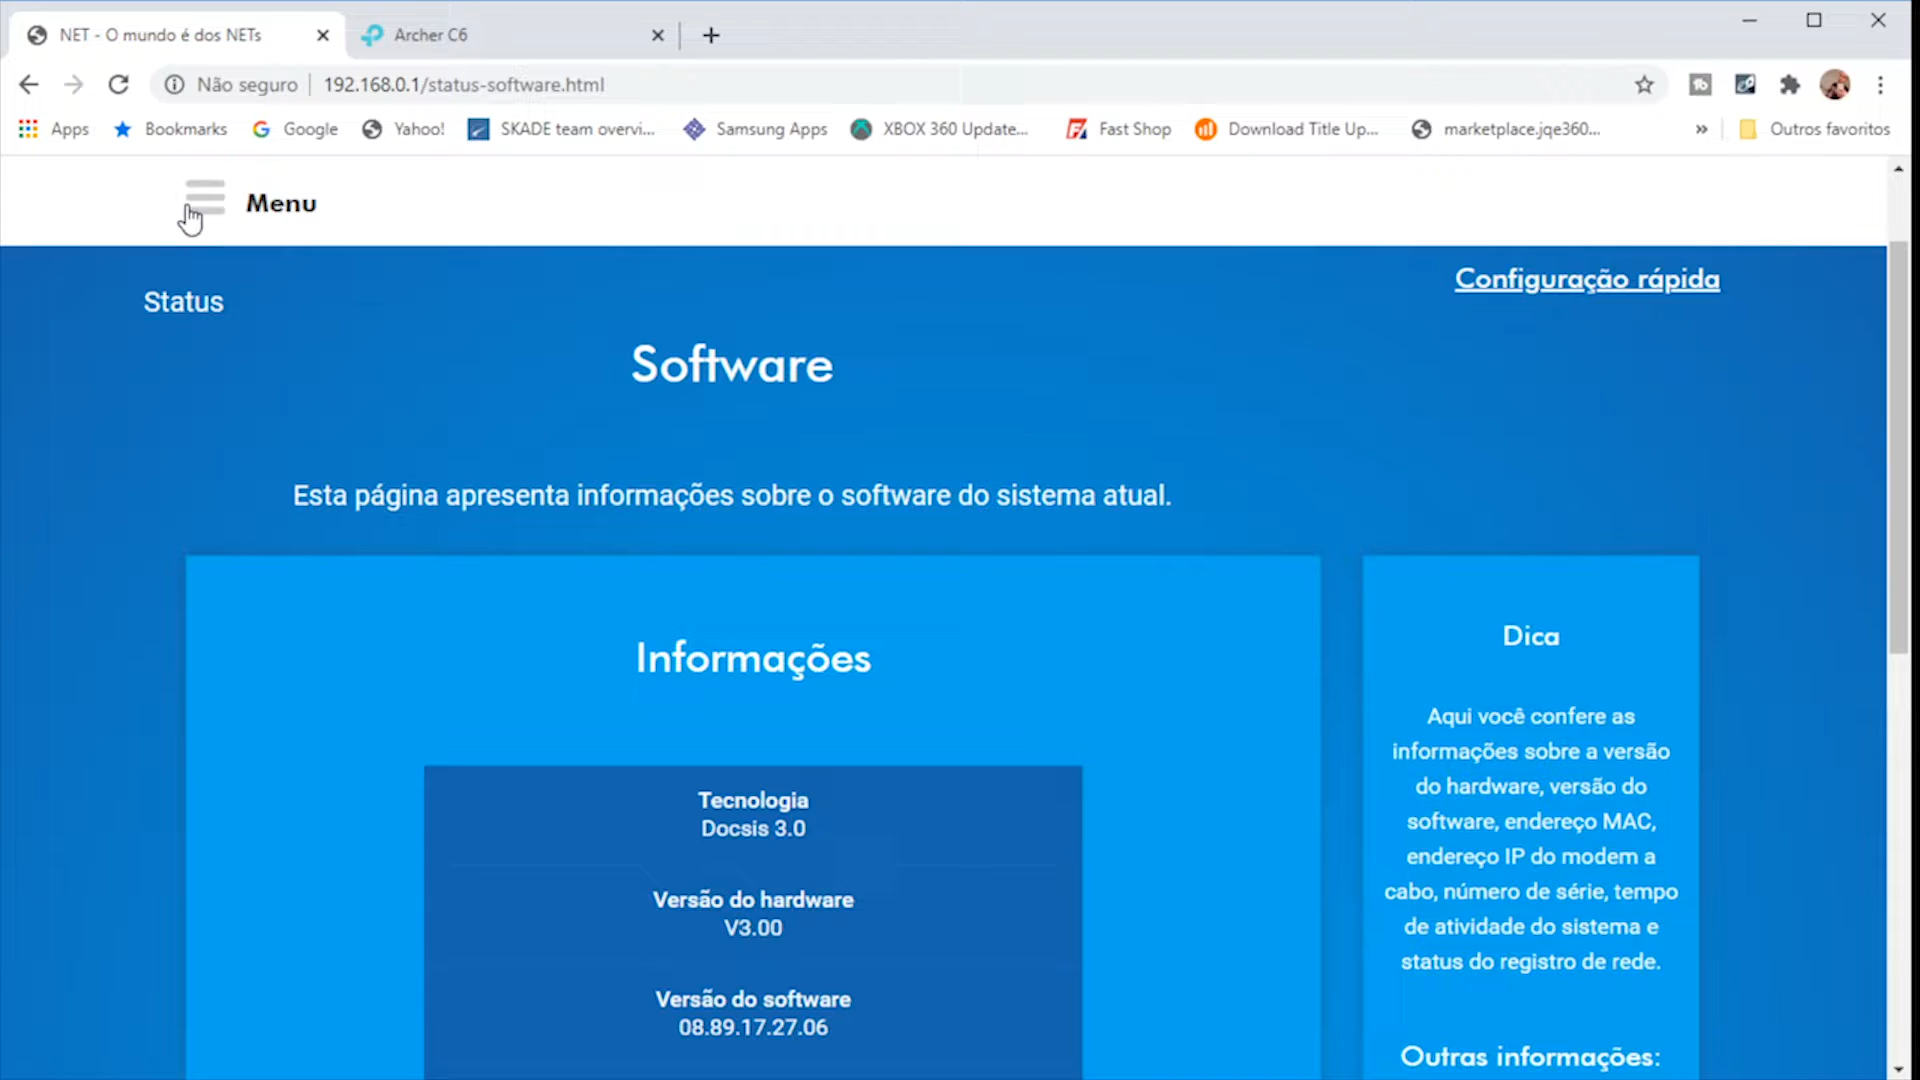 NET - O mundo é dos NETs
Archer C6
Não seguro
192.168.0.1/status-software.html
Apps
Bookmarks
Google
Yahoo!
SKADE team overvi...
Samsung Apps
XBOX 360 Update...
Fast Shop
Download Title Up...
marketplace.jqe360...
»
Outros favoritos
Menu
Configuração rápida
Status
Software
Esta página apresenta informações sobre o software do sistema atual.
Informações
Tecnologia
Docsis 3.0
Versão do hardware
V3.00
Versão do software
08.89.17.27.06
Dica
Aqui você confere as
informações sobre a versão
do hardware, versão do
software, endereço MAC,
endereço IP do modem a
cabo, número de série, tempo
de atividade do sistema e
status do registro de rede.
Outras informações: